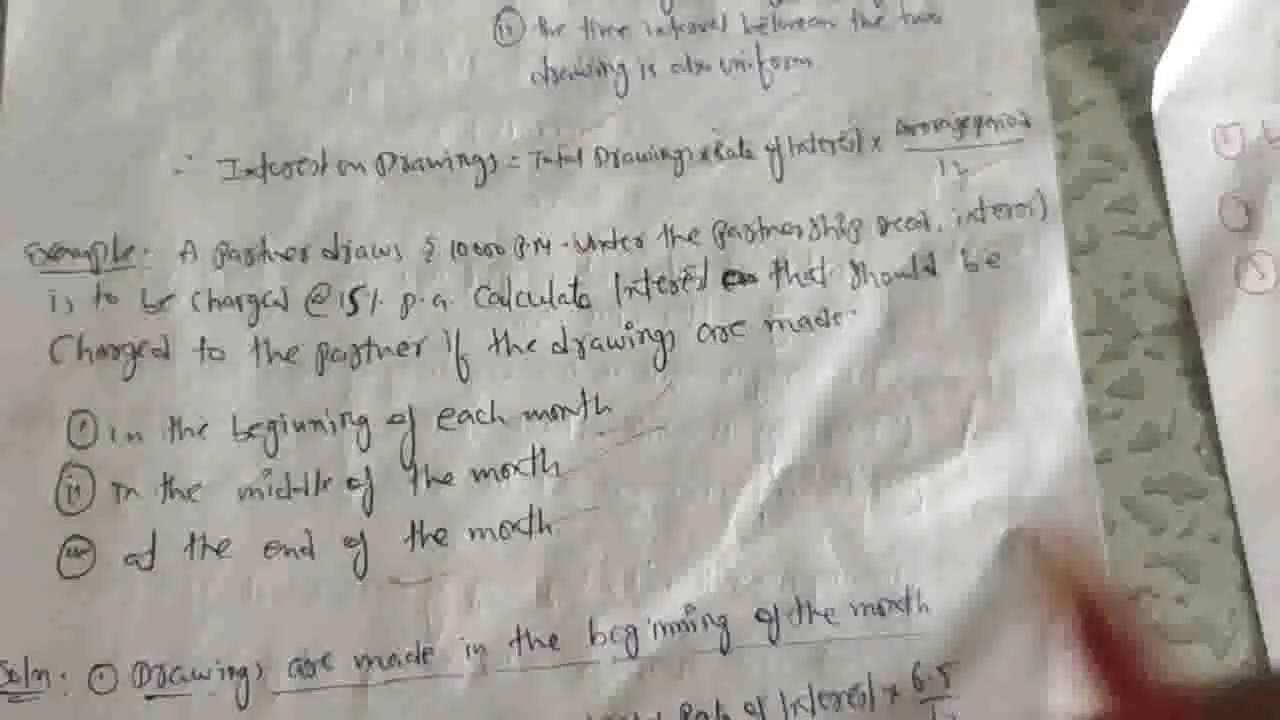 (ii) the time interval between the two
drawing is also uniform
∴ Interest on Drawings = Total Drawings x Rate of Interest x Average period
12
Example: A partner draws ₹ 10000 P.M. Under the partnership deed, interest
is to be charged @ 15% p.a. Calculate Interest that should be
Charged to the partner if the drawings are made.
(i) in the beginning of each month
(ii) in the middle of the month
(iii) at the end of the month
Soln: (i) Drawings are made in the beginning of the month
Rate of Interest x 6.5